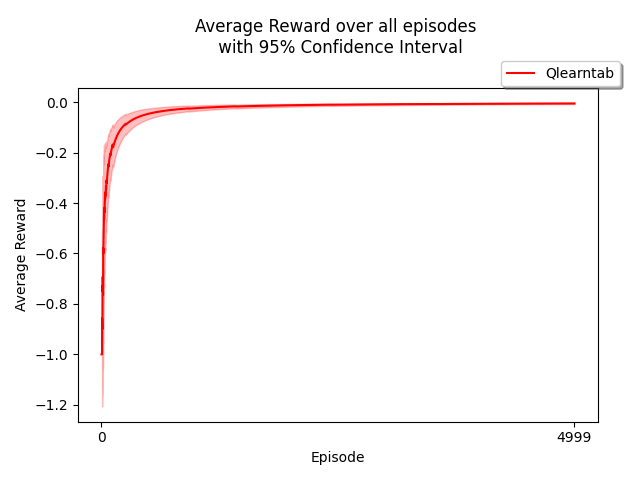 Average Reward over all episodes
with 95% Confidence Interval
Qlearntab
0.0
−0.2
−0.4
−0.6
−0.8
−1.0
−1.2
Average Reward
0
4999
Episode